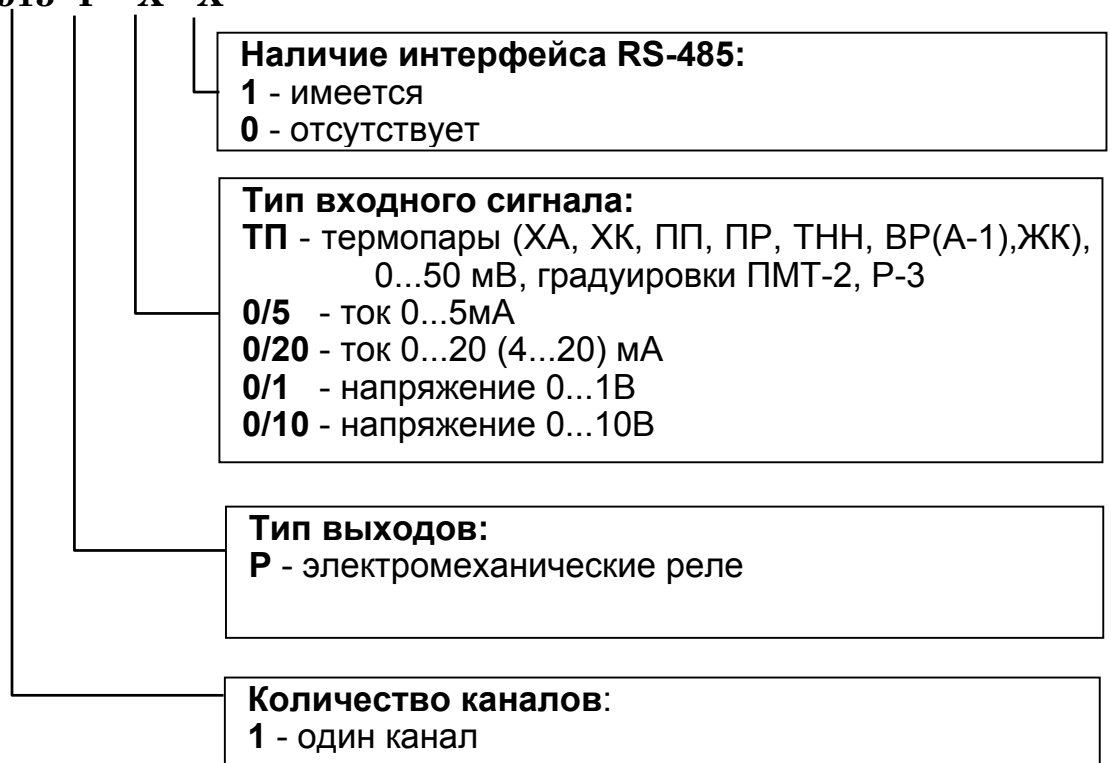 Наличие интерфейса RS-485:
1 - имеется
0 - отсутствует
Тип входного сигнала:
ТП - термопары (ХА, ХК, ПП, ПР, ТНН, ВР(А-1),ЖК),
0...50 мВ, градуировки ПМТ-2, Р-3
0/5 - ток 0...5мА
0/20 - ток 0...20 (4...20) мА
0/1 - напряжение 0...1В
0/10 - напряжение 0...10В
Тип выходов:
Р - электромеханические реле
Количество каналов:
1 - один канал